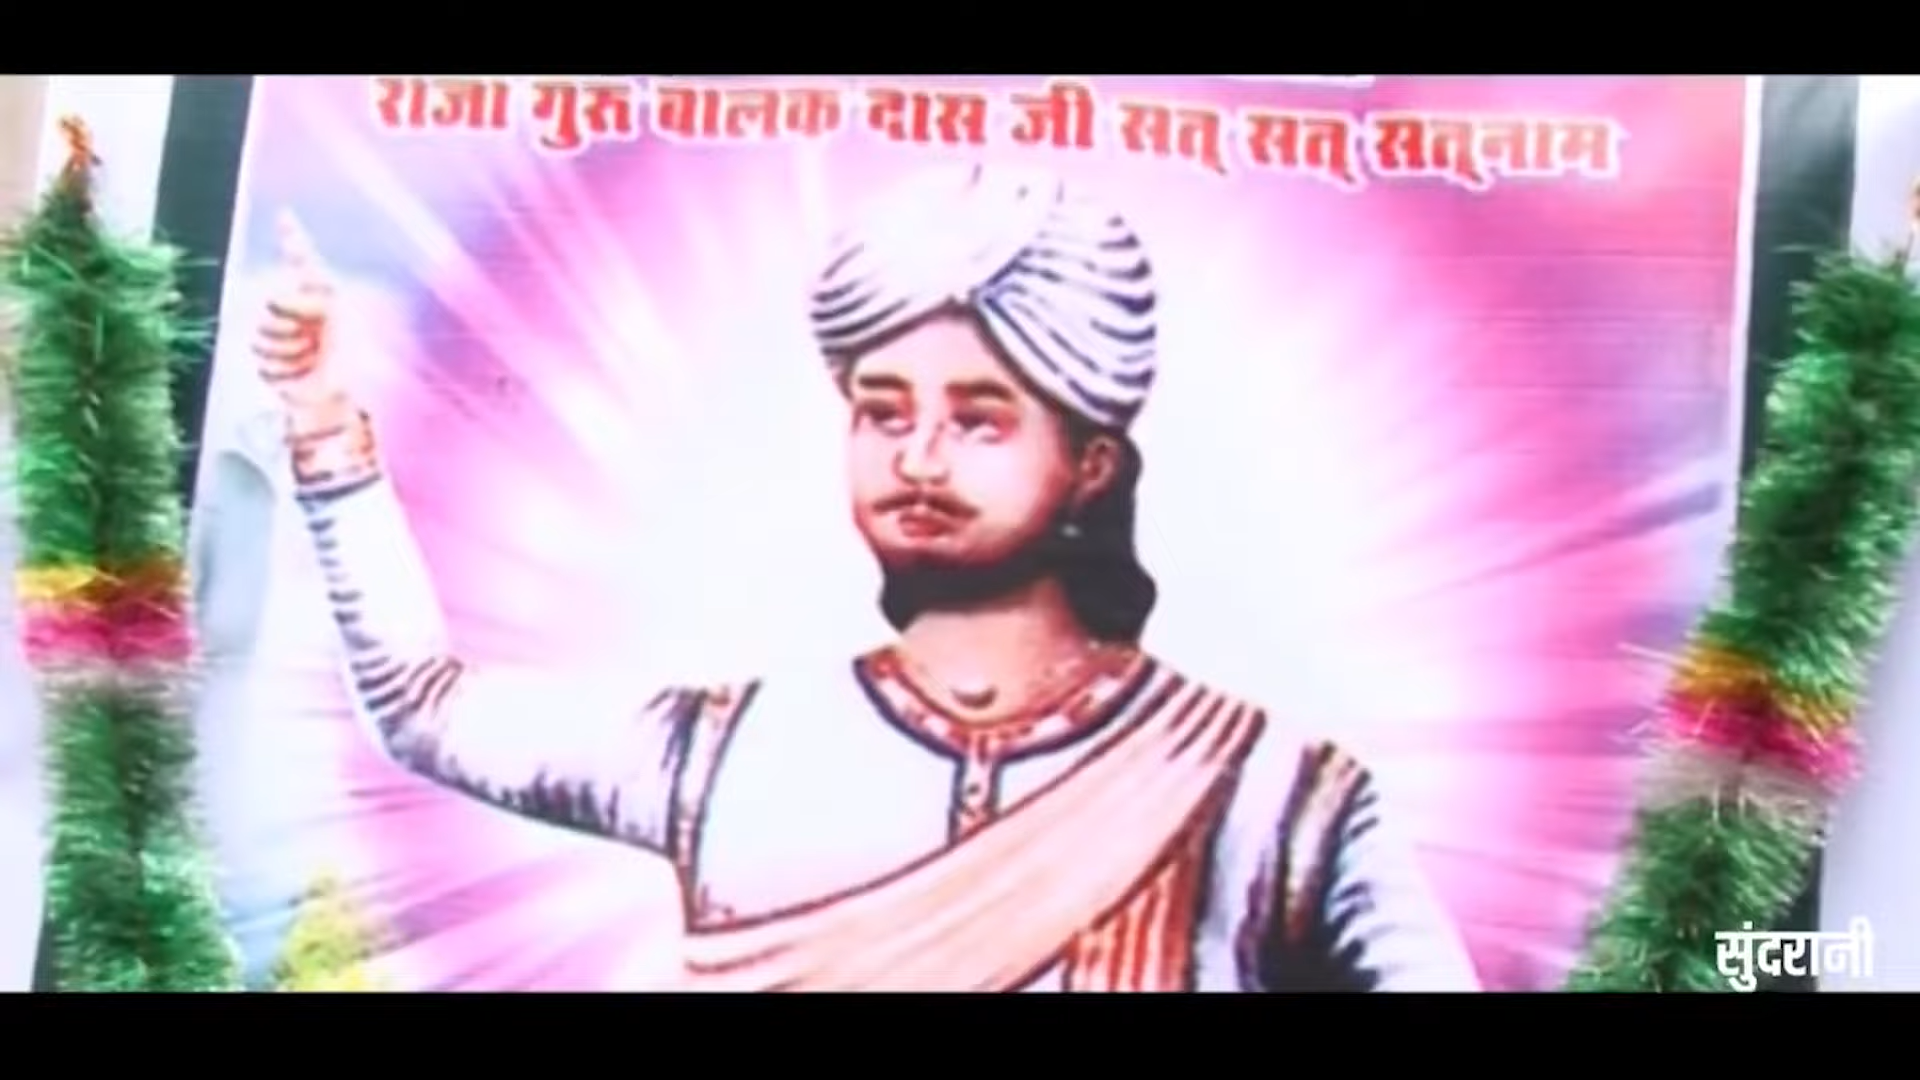 राजा गुरु बालक दास जी सत् सत् सत्‌नाम
सुंदरानी